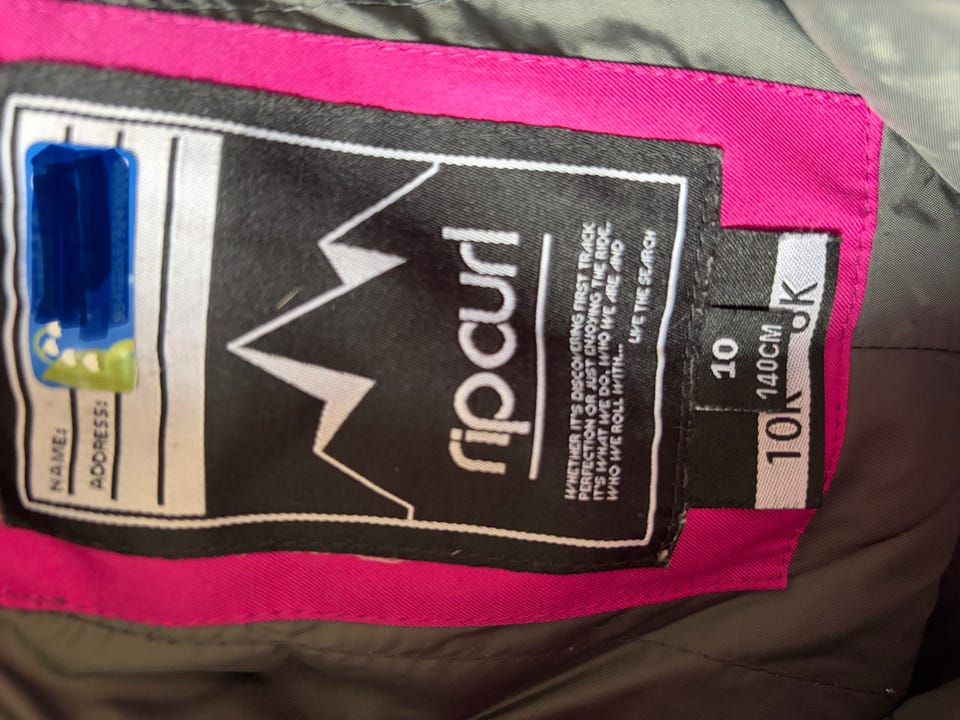 NAME:
ADDRESS:
ripcurl
WHETHER IT'S DISCOVERING FIRST TRACK
PERFECTION OR JUST ENJOYING THE RIDE.
IT'S WHAT WE DO, WHO WE ARE AND
WHO WE ROLL WITH...
LIVE THE SEARCH
10
140CM
10K
K